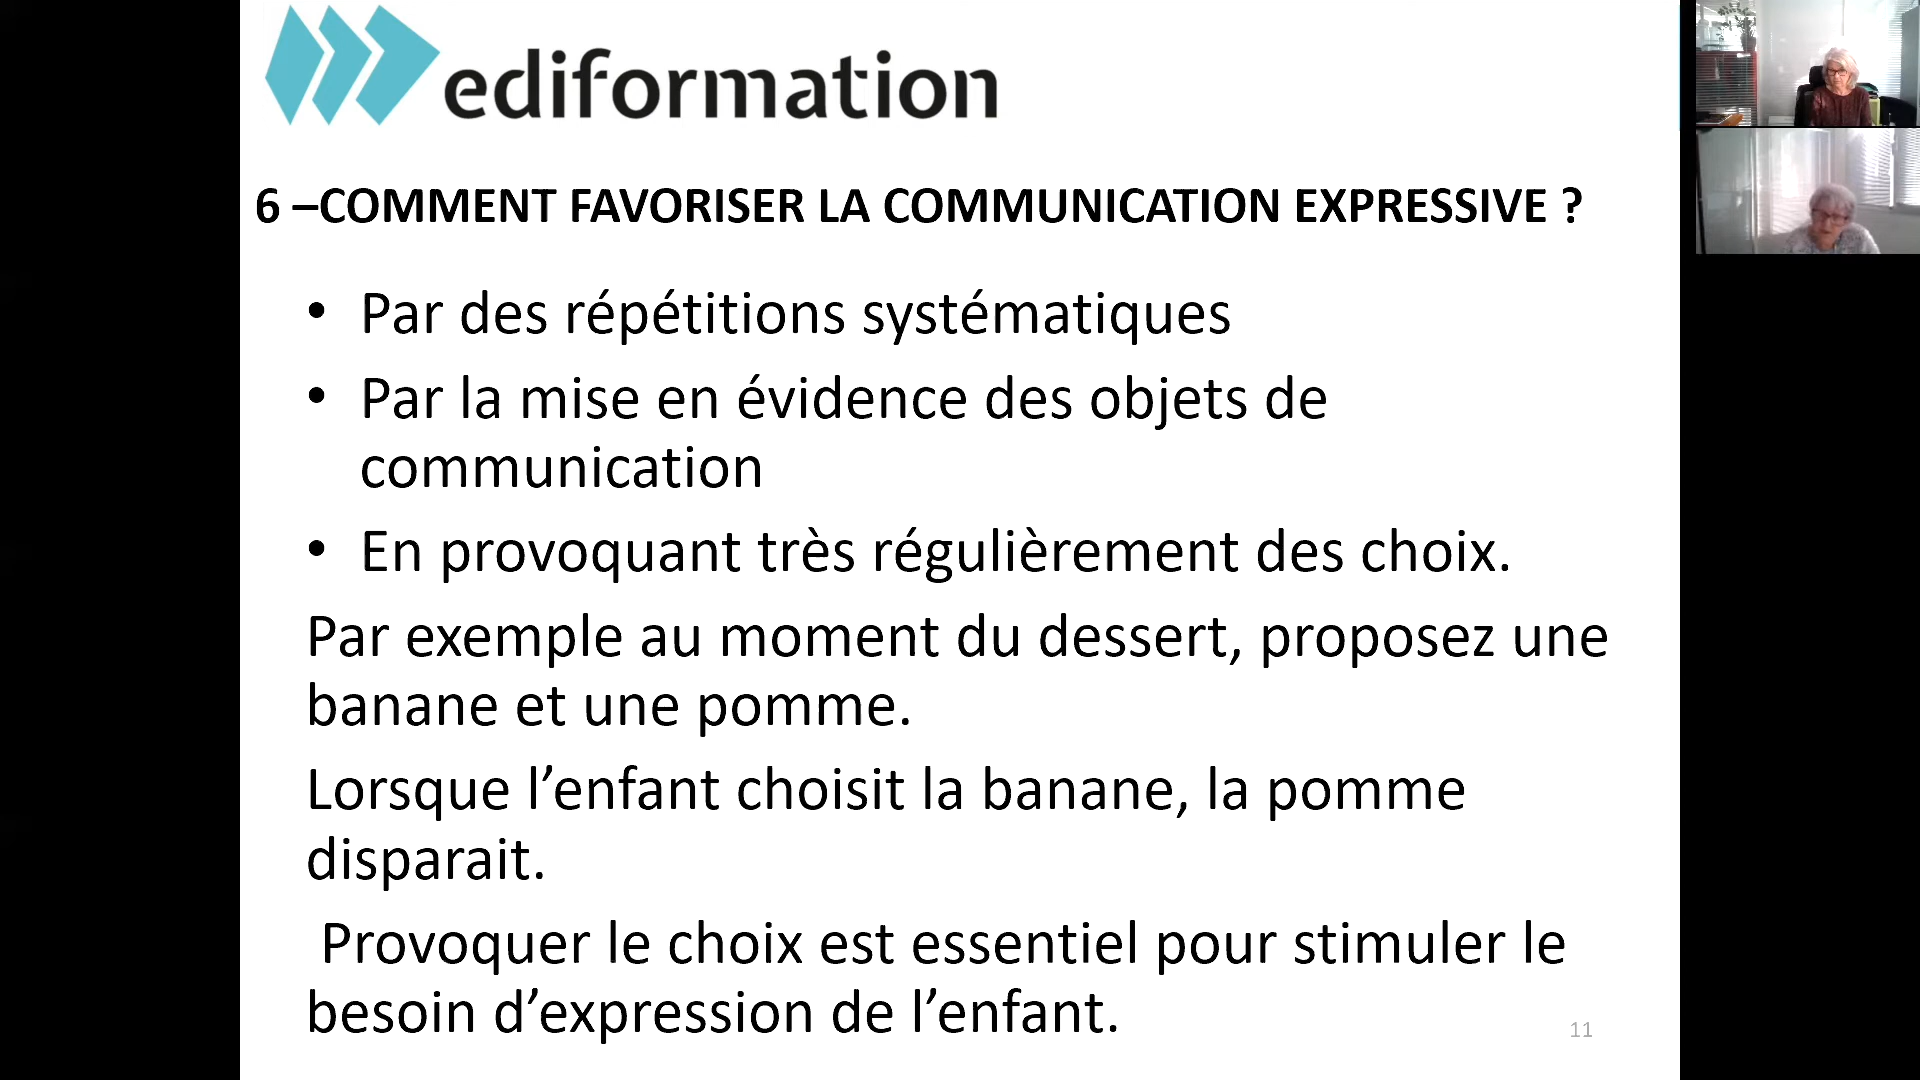 ediformation
6 –COMMENT FAVORISER LA COMMUNICATION EXPRESSIVE ?
• Par des répétitions systématiques
• Par la mise en évidence des objets de
communication
• En provoquant très régulièrement des choix.
Par exemple au moment du dessert, proposez une
banane et une pomme.
Lorsque l’enfant choisit la banane, la pomme
disparait.
Provoquer le choix est essentiel pour stimuler le
besoin d’expression de l’enfant.
11